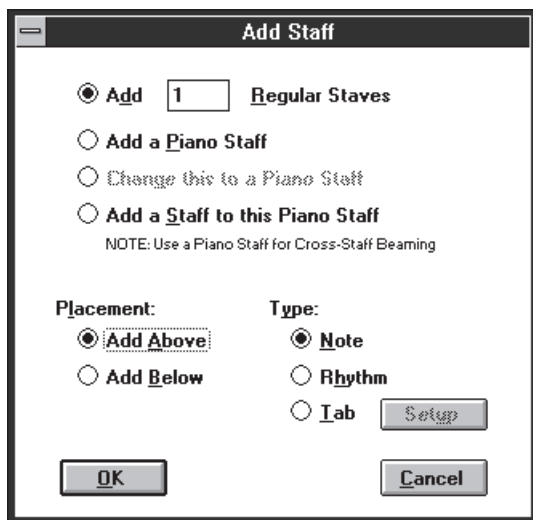 Add Staff
Add 1 Regular Staves
Add a Piano Staff
Change this to a Piano Staff
Add a Staff to this Piano Staff
NOTE: Use a Piano Staff for Cross-Staff Beaming
Placement: Type:
Add Above Note
Add Below Rhythm
Tab Setup
OK Cancel